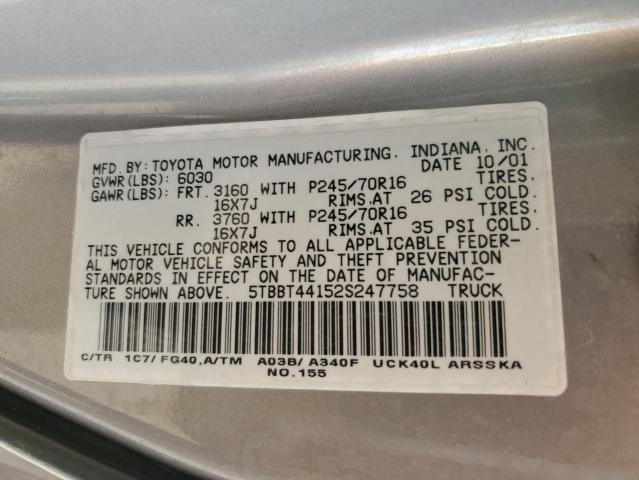 MFD. BY: TOYOTA MOTOR MANUFACTURING, INDIANA, INC.
GVWR(LBS): 6030 DATE 10/01
GAWR(LBS): FRT. 3160 WITH P245/70R16 TIRES,
16X7J RIMS,AT 26 PSI COLD.
RR. 3760 WITH P245/70R16 TIRES,
16X7J RIMS,AT 35 PSI COLD.
THIS VEHICLE CONFORMS TO ALL APPLICABLE FEDER-
AL MOTOR VEHICLE SAFETY AND THEFT PREVENTION
STANDARDS IN EFFECT ON THE DATE OF MANUFAC-
TURE SHOWN ABOVE. 5TBBT44152S247758 TRUCK
C/TR 1C7/ FG40,A/TM A03B/ A340F UCK40L ARSSKA
NO.155